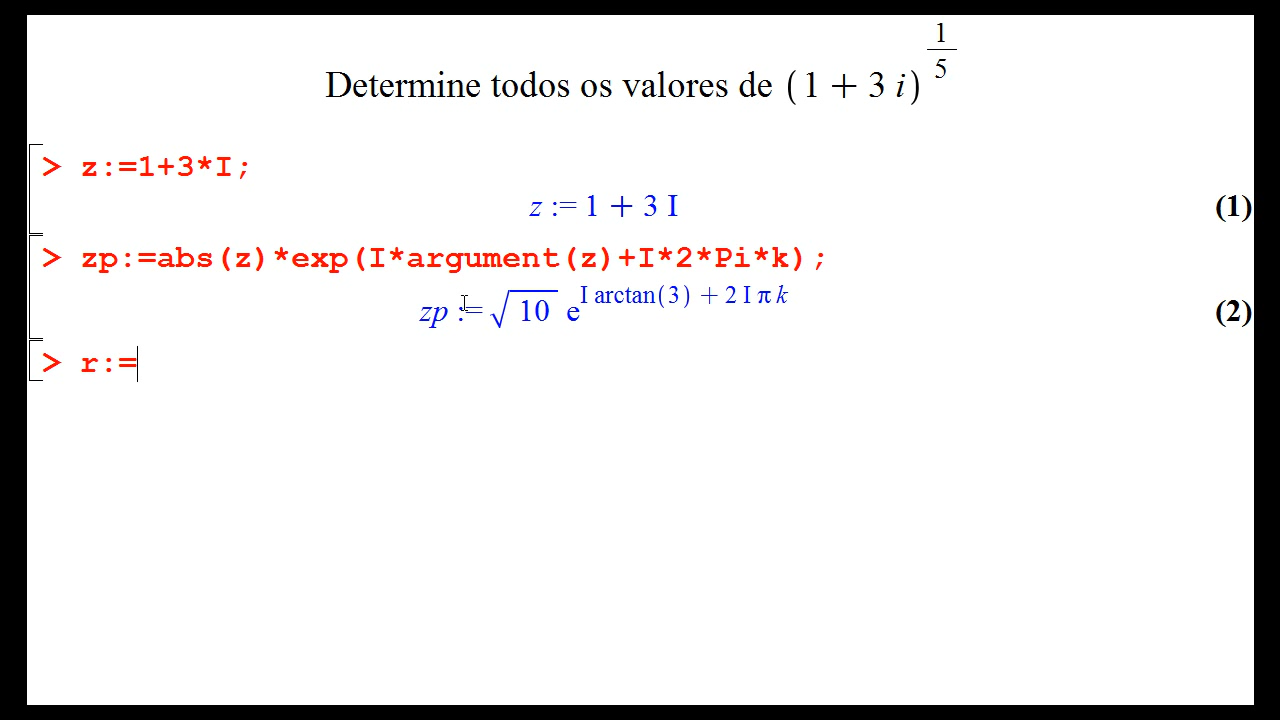 Determine todos os valores de (1 + 3 i)^(1/5)
> z:=1+3*I;
z := 1 + 3 I (1)
> zp:=abs(z)*exp(I*argument(z)+I*2*Pi*k);
zp := √10 e^(I arctan(3) + 2 I π k) (2)
> r:=